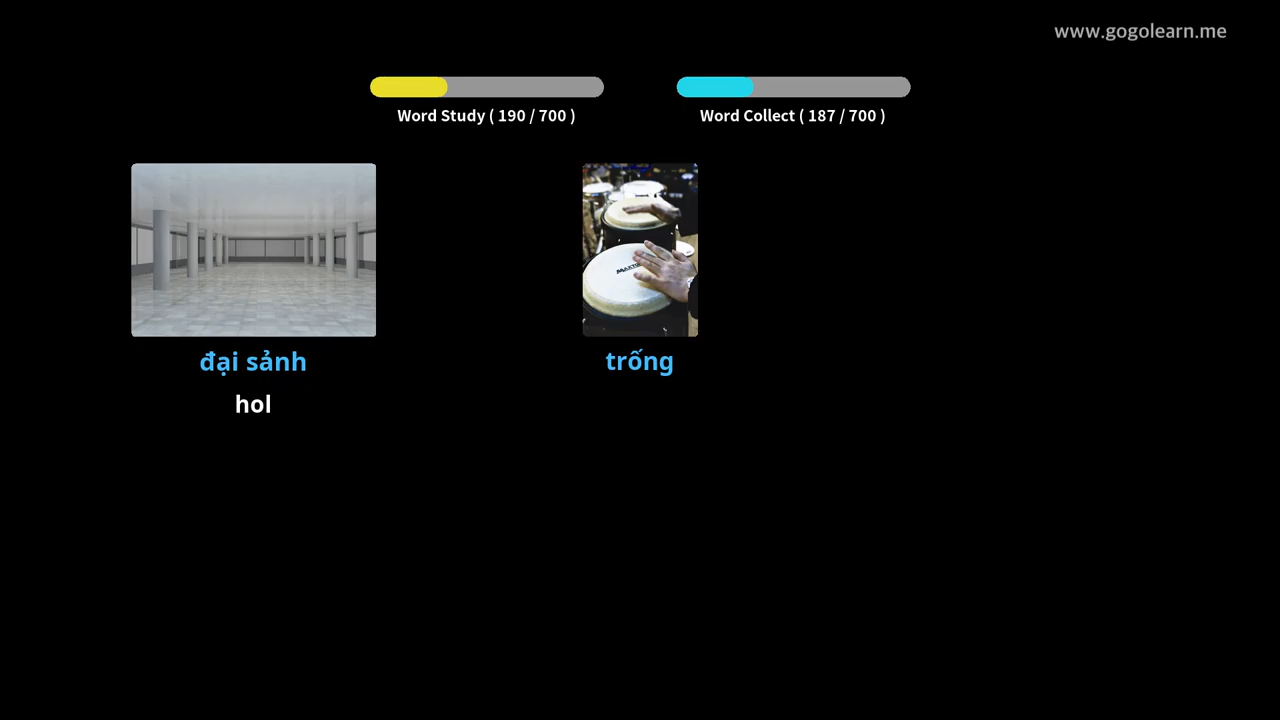 www.gogolearn.me
Word Study ( 190 / 700 )
Word Collect ( 187 / 700 )
đại sảnh
trống
hol